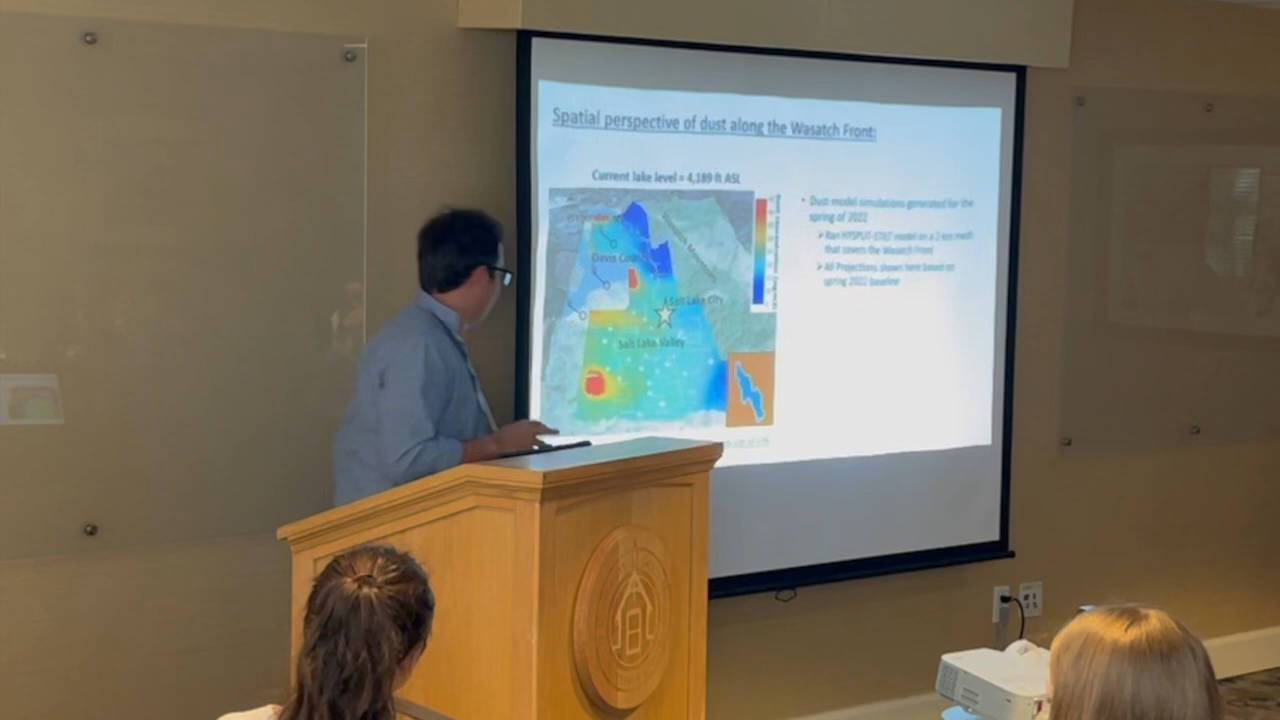 Spatial perspective of dust along the Wasatch Front:
Current lake level = 4,189 ft ASL
Davis County
Wasatch Mountains
Salt Lake City
Salt Lake Valley
• Dust model simulations generated for the
spring of 2022
➢ Ran HYSPLIT-STILT model on a 2-km mesh
that covers the Wasatch Front
➢ All Projections shown here based on
spring 2022 baseline